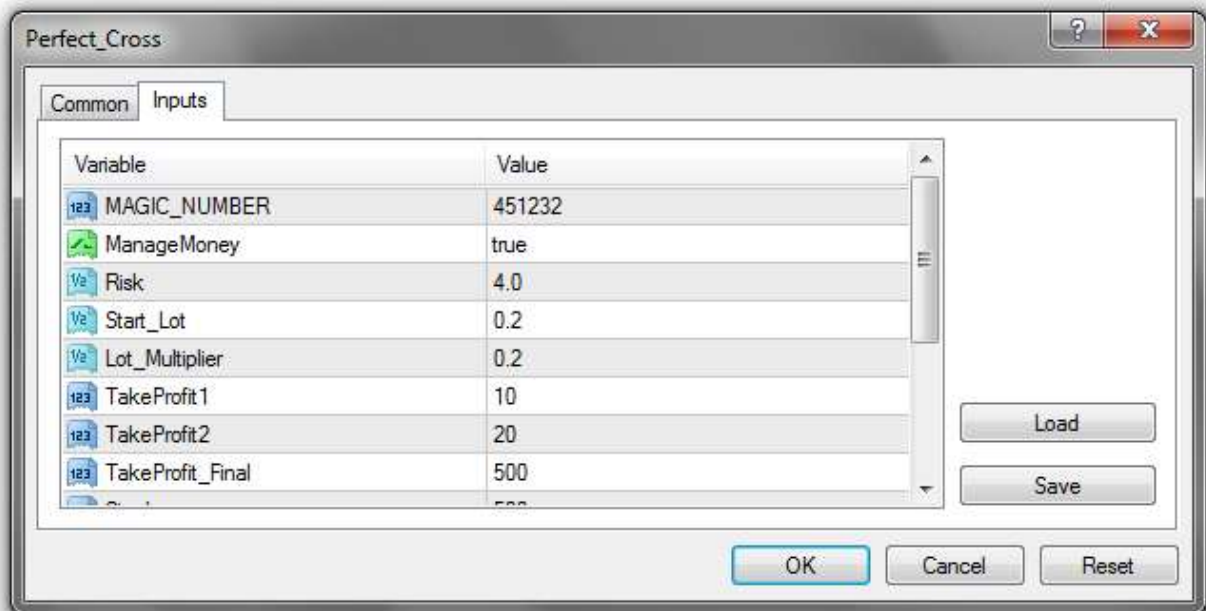 Perfect_Cross
Common Inputs
Variable Value
MAGIC_NUMBER 451232
ManageMoney true
Risk 4.0
Start_Lot 0.2
Lot_Multiplier 0.2
TakeProfit1 10
TakeProfit2 20
TakeProfit_Final 500
Load
Save
OK Cancel Reset